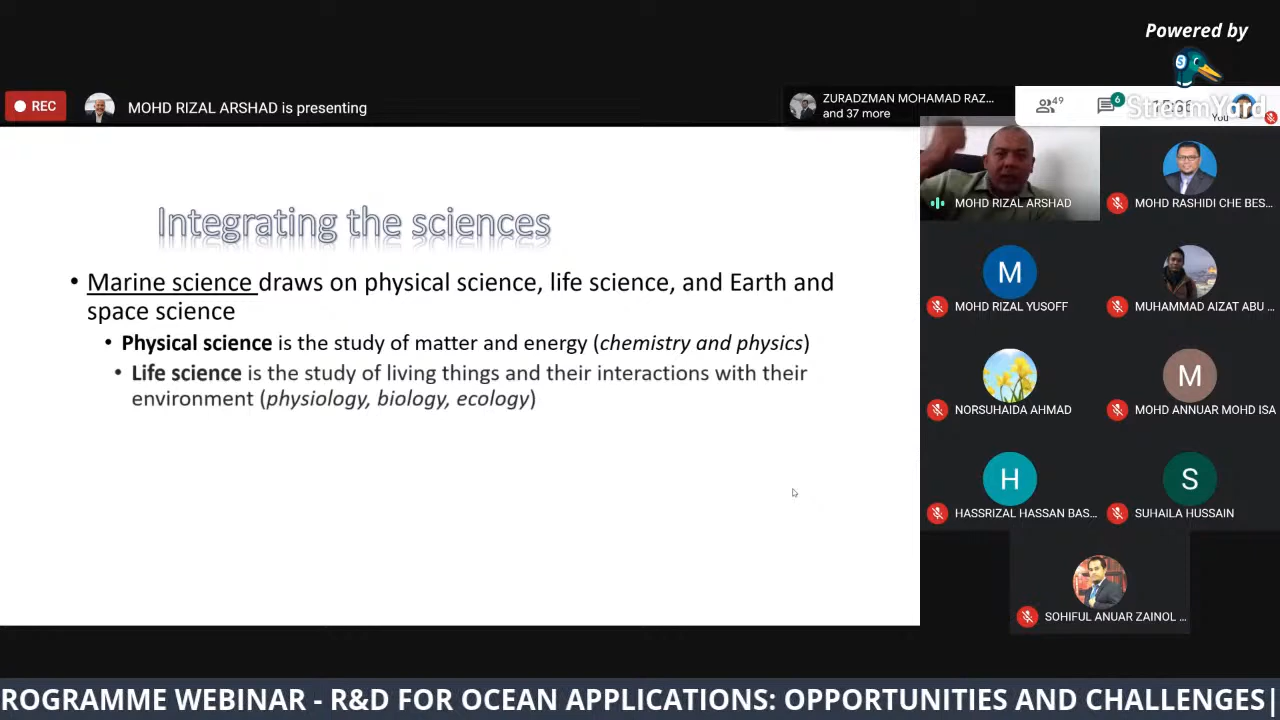 Powered by
StreamYard
REC
MOHD RIZAL ARSHAD is presenting
ZURADZMAN MOHAMAD RAZ...
and 37 more
49
6
You
Integrating the sciences
• Marine science draws on physical science, life science, and Earth and
space science
• Physical science is the study of matter and energy (chemistry and physics)
• Life science is the study of living things and their interactions with their
environment (physiology, biology, ecology)
MOHD RIZAL ARSHAD
MOHD RASHIDI CHE BES...
M
MOHD RIZAL YUSOFF
MUHAMMAD AIZAT ABU ...
NORSUHAIDA AHMAD
M
MOHD ANNUAR MOHD ISA
H
HASSRIZAL HASSAN BAS...
S
SUHAILA HUSSAIN
SOHIFUL ANUAR ZAINOL ...
ROGRAMME WEBINAR - R&D FOR OCEAN APPLICATIONS: OPPORTUNITIES AND CHALLENGES|